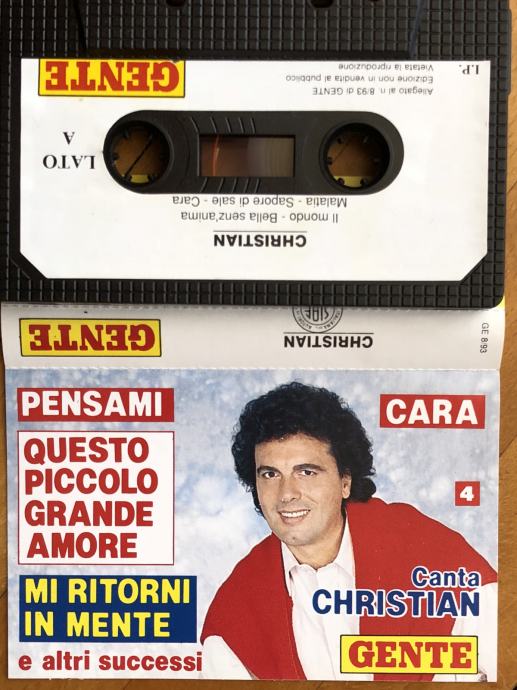 GENTE
Allegato al n. 8/93 di GENTE
Edizione non in vendita al pubblico
Vietata la riproduzione
I.P.
LATO
A
CHRISTIAN
Il mondo - Bella senz'anima
Malatia - Sapore di sale - Cara
GENTE
CHRISTIAN
SIAE
GE 8/93
PENSAMI
CARA
QUESTO
PICCOLO
GRANDE
AMORE
4
MI RITORNI
IN MENTE
Canta
CHRISTIAN
e altri successi
GENTE